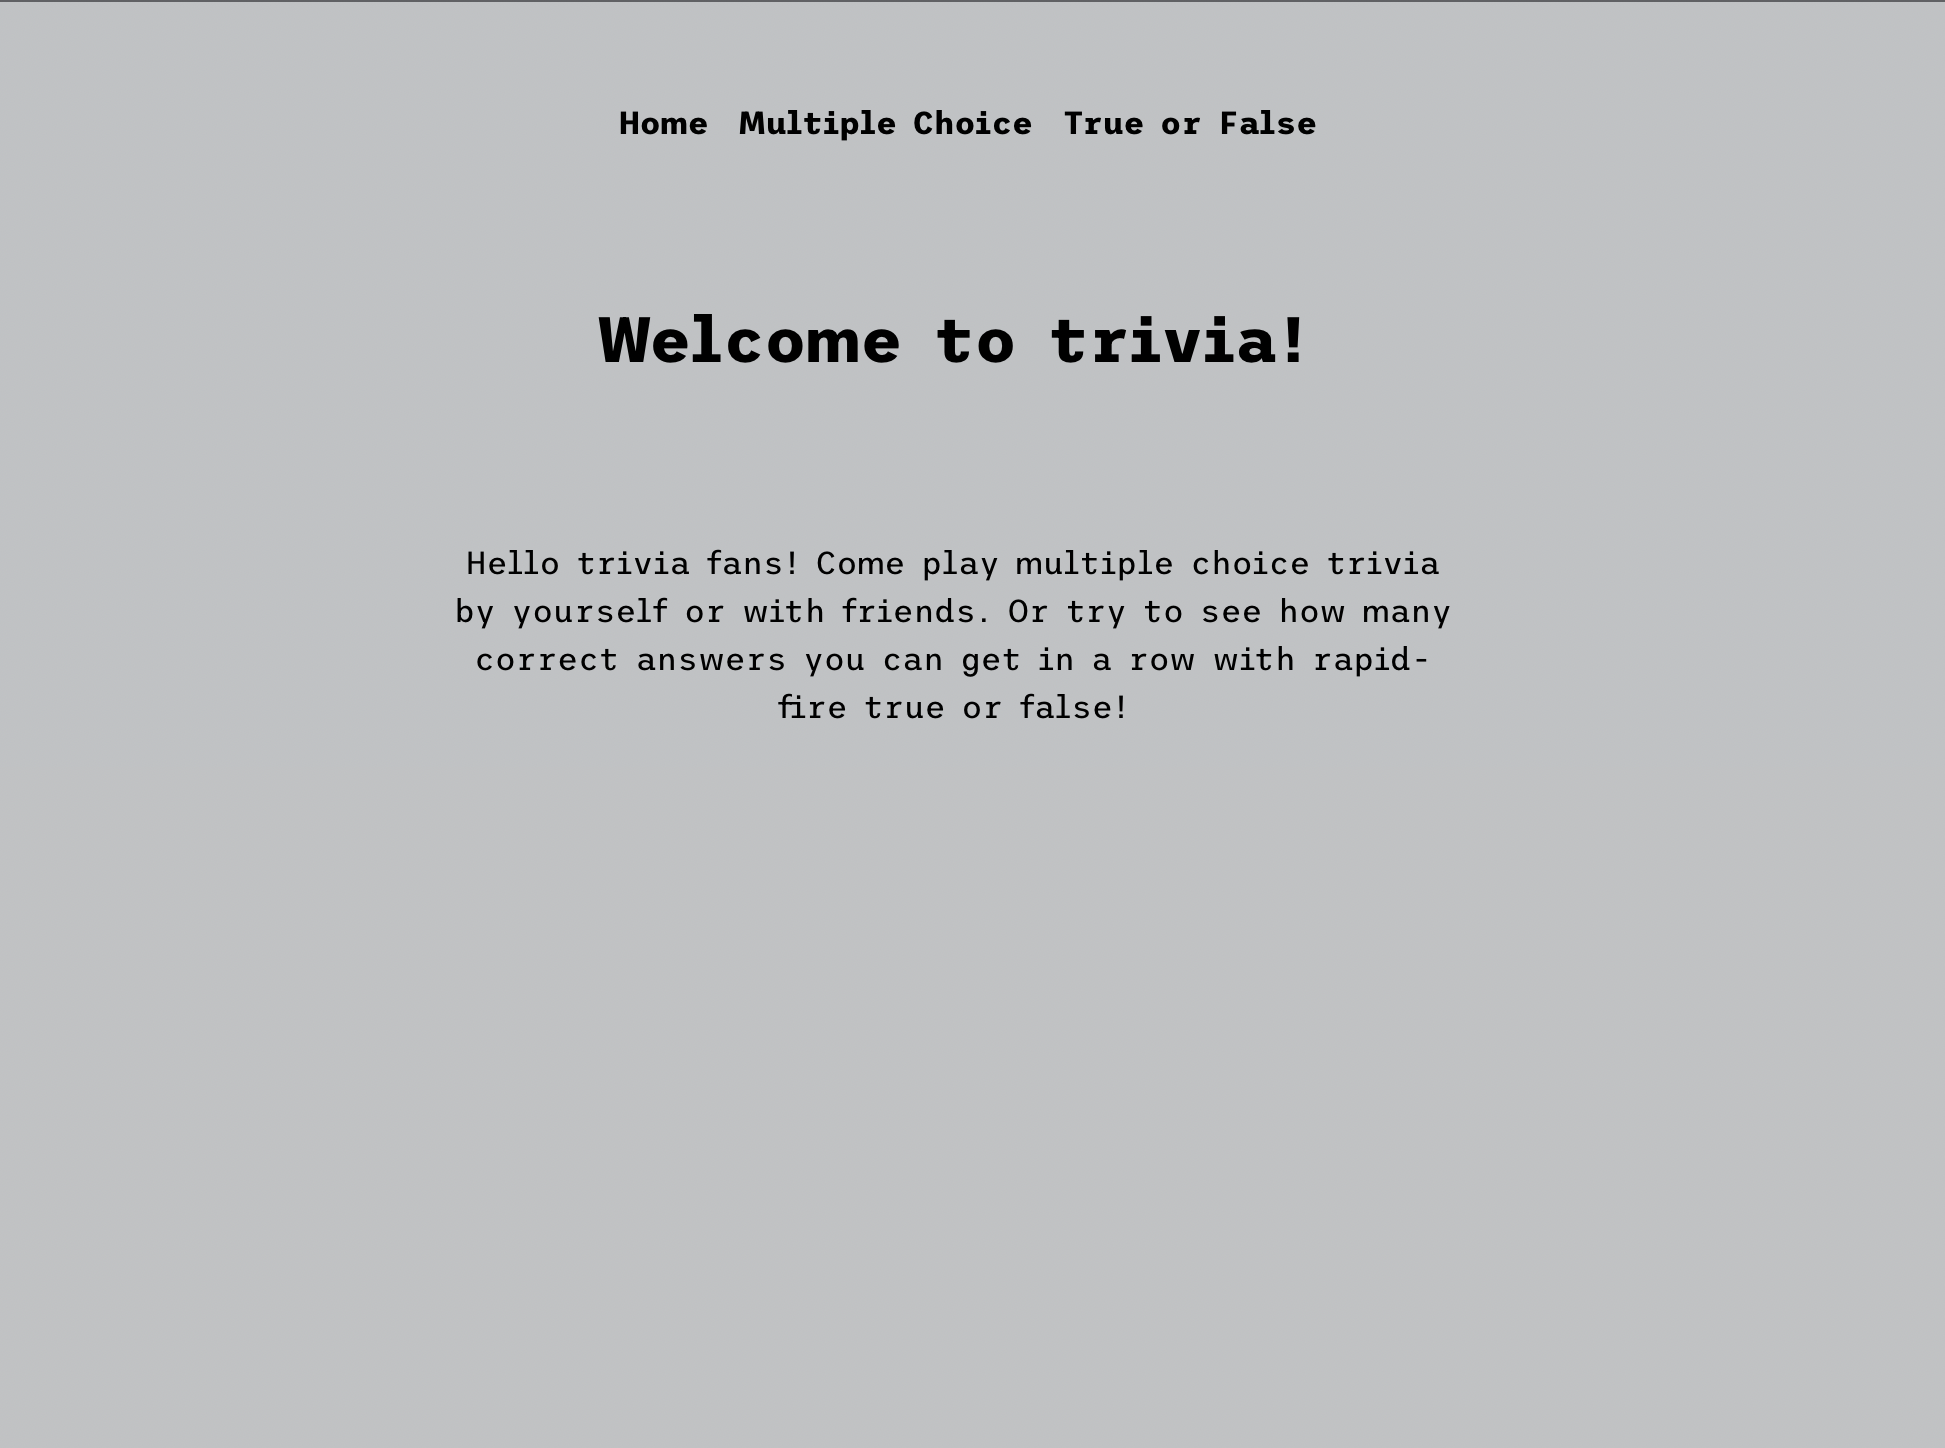 Home Multiple Choice True or False
Welcome to trivia!
Hello trivia fans! Come play multiple choice trivia
by yourself or with friends. Or try to see how many
correct answers you can get in a row with rapid-
fire true or false!